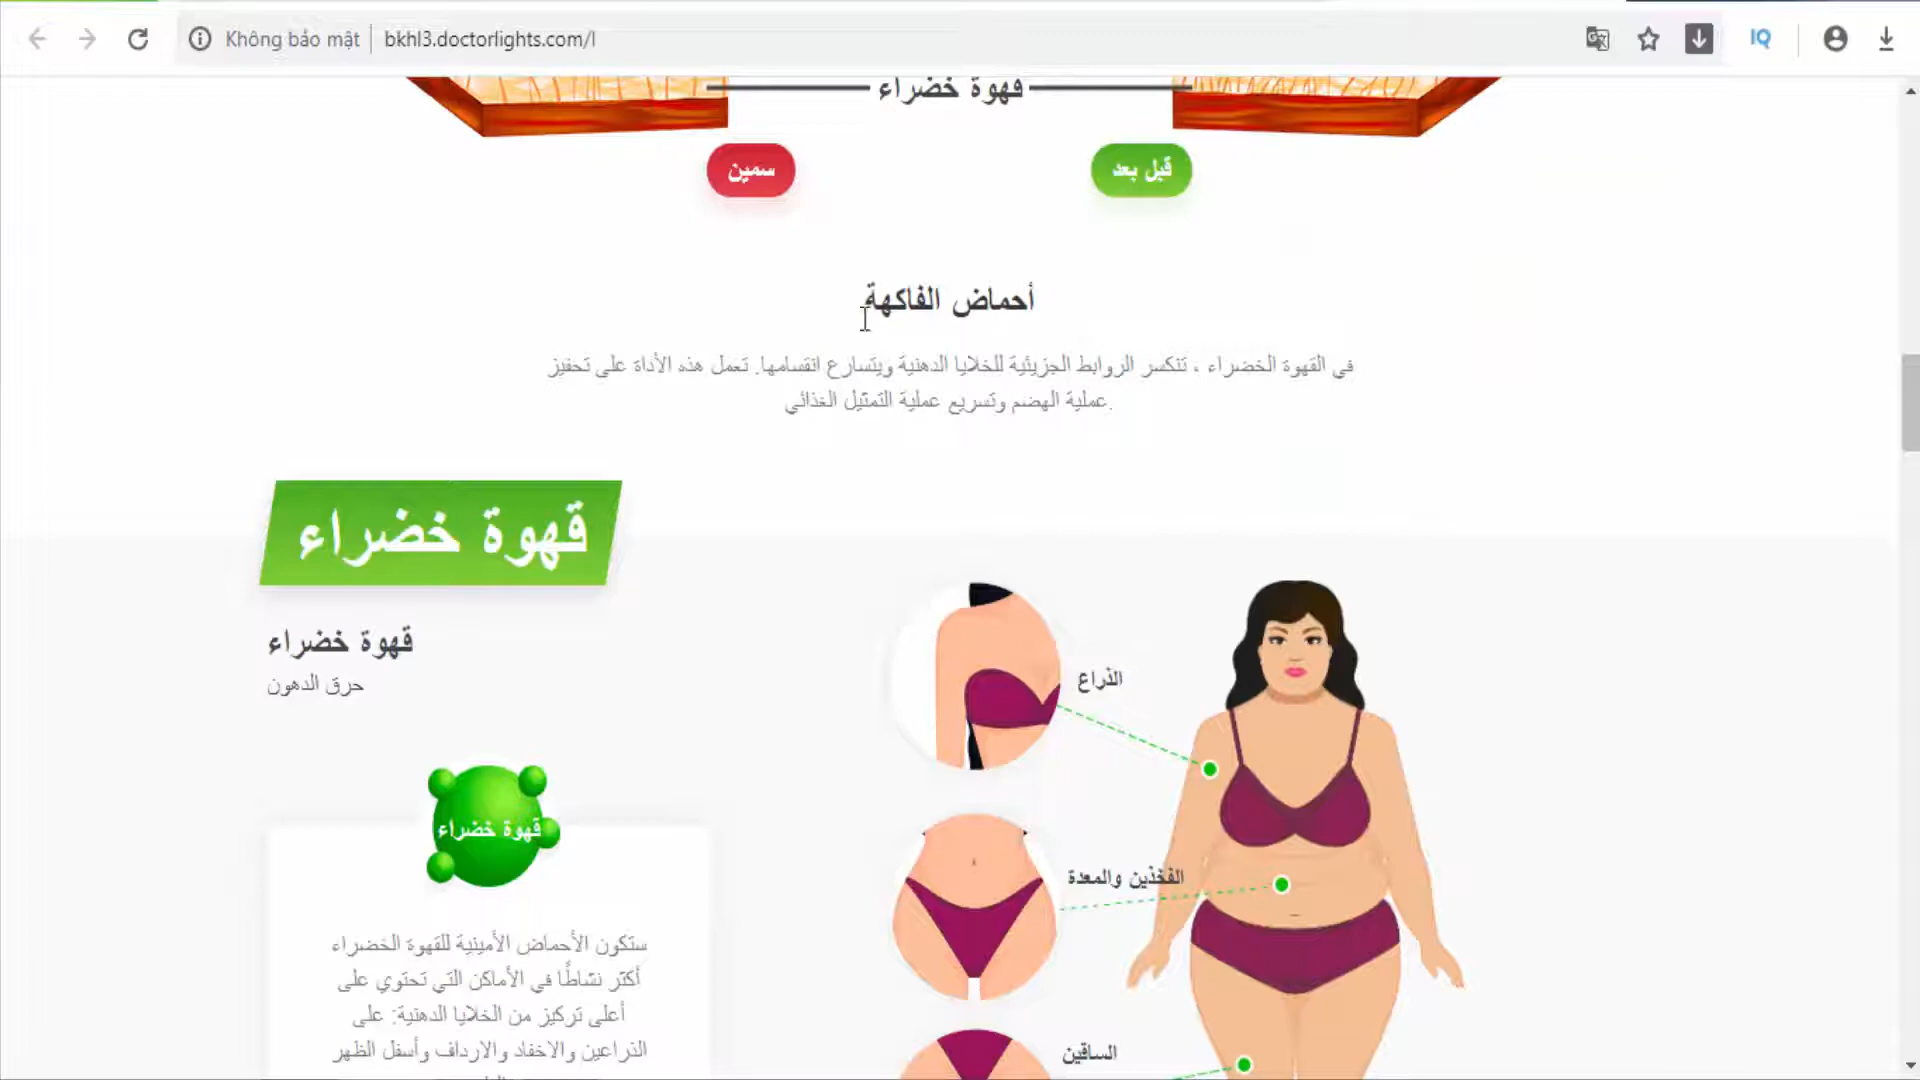 Không bảo mật
bkhl3.doctorlights.com/l
IQ
قهوة خضراء
سمين
قبل بعد
أحماض الفاكهة
في القهوة الخضراء ، تنكسر الروابط الجزيئية للخلايا الدهنية ويتسارع انقسامها. تعمل هذه الأداة على تحفيز
عملية الهضم وتسريع عملية التمثيل الغذائي.
قهوة خضراء
قهوة خضراء
حرق الدهون
قهوة خضراء
ستكون الأحماض الأمينية للقهوة الخضراء
أكثر نشاطًا في الأماكن التي تحتوي على
أعلى تركيز من الخلايا الدهنية: على
الذراعين والاخفاد والارداف وأسفل الظهر
الذراع
الفخذين والمعدة
الساقين